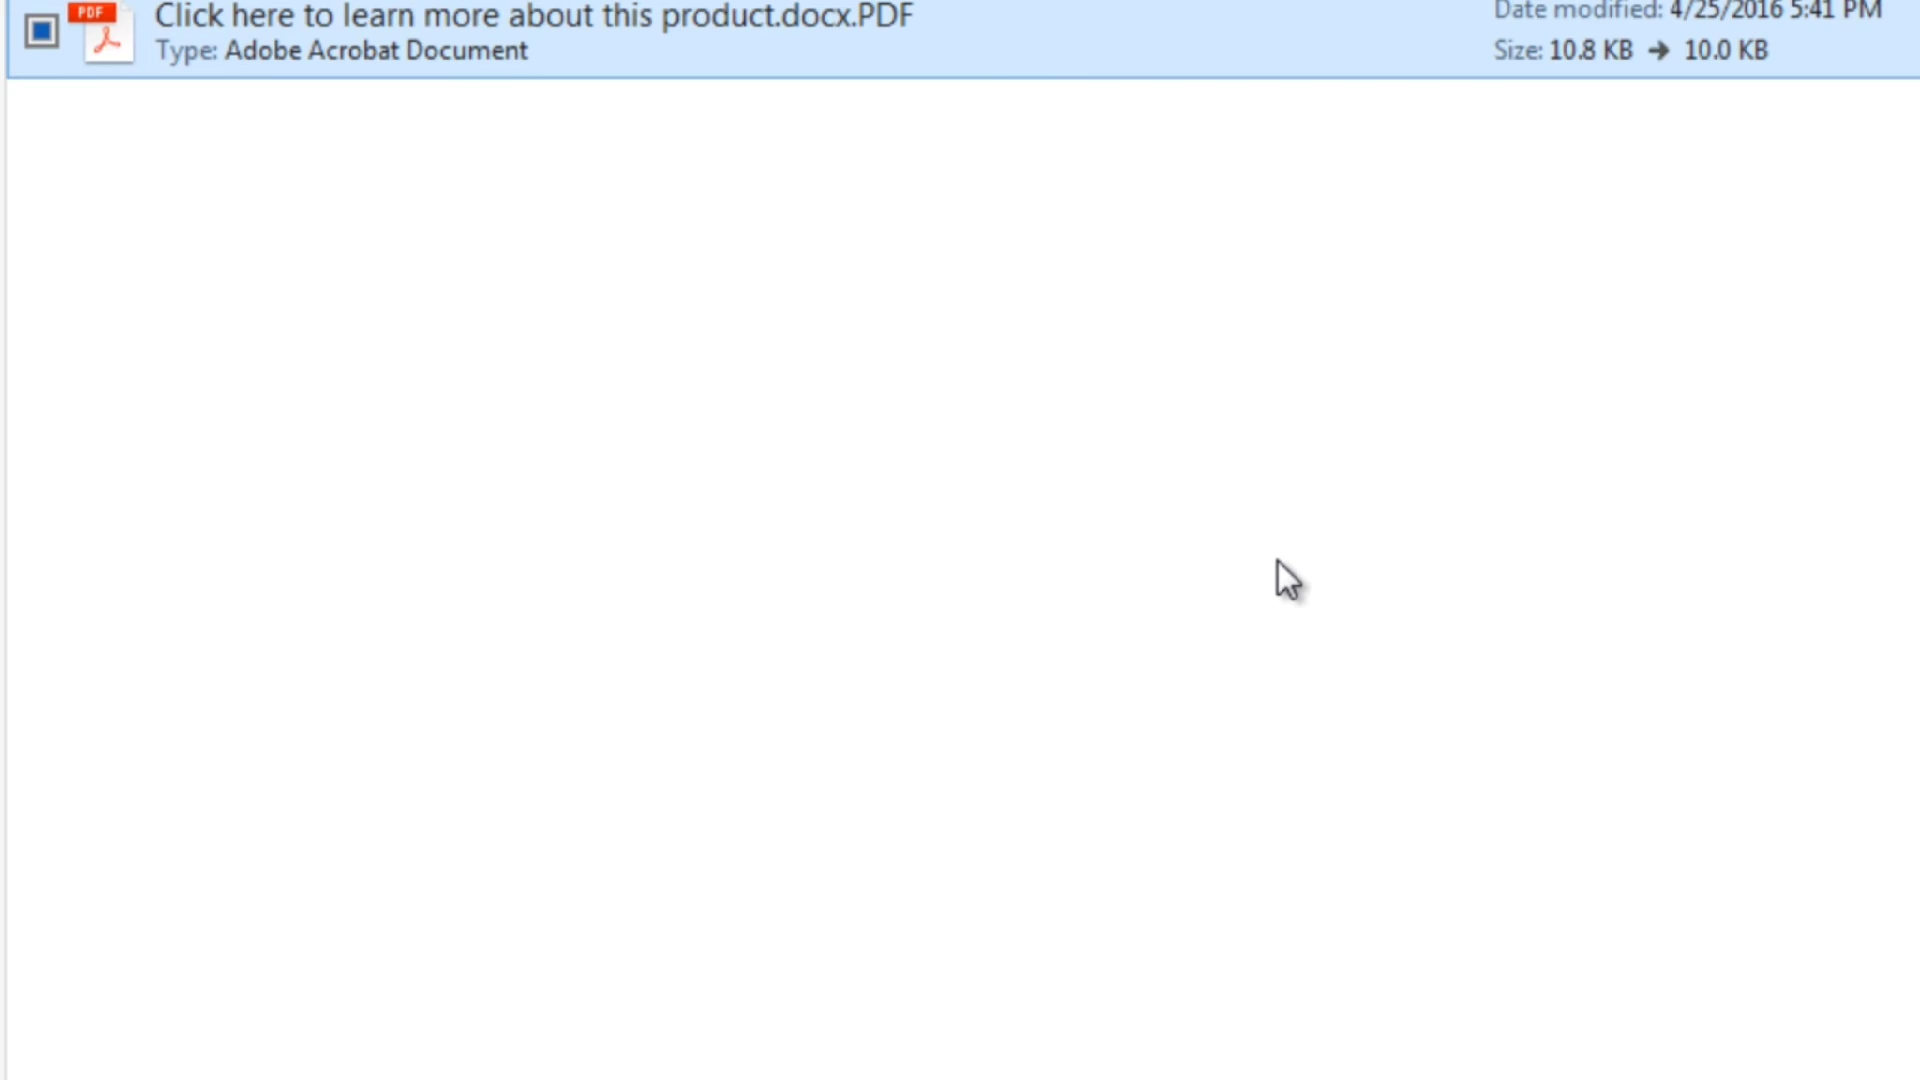 PDF
Click here to learn more about this product.docx.PDF
Type: Adobe Acrobat Document
Date modified: 4/25/2016 5:41 PM
Size: 10.8 KB → 10.0 KB